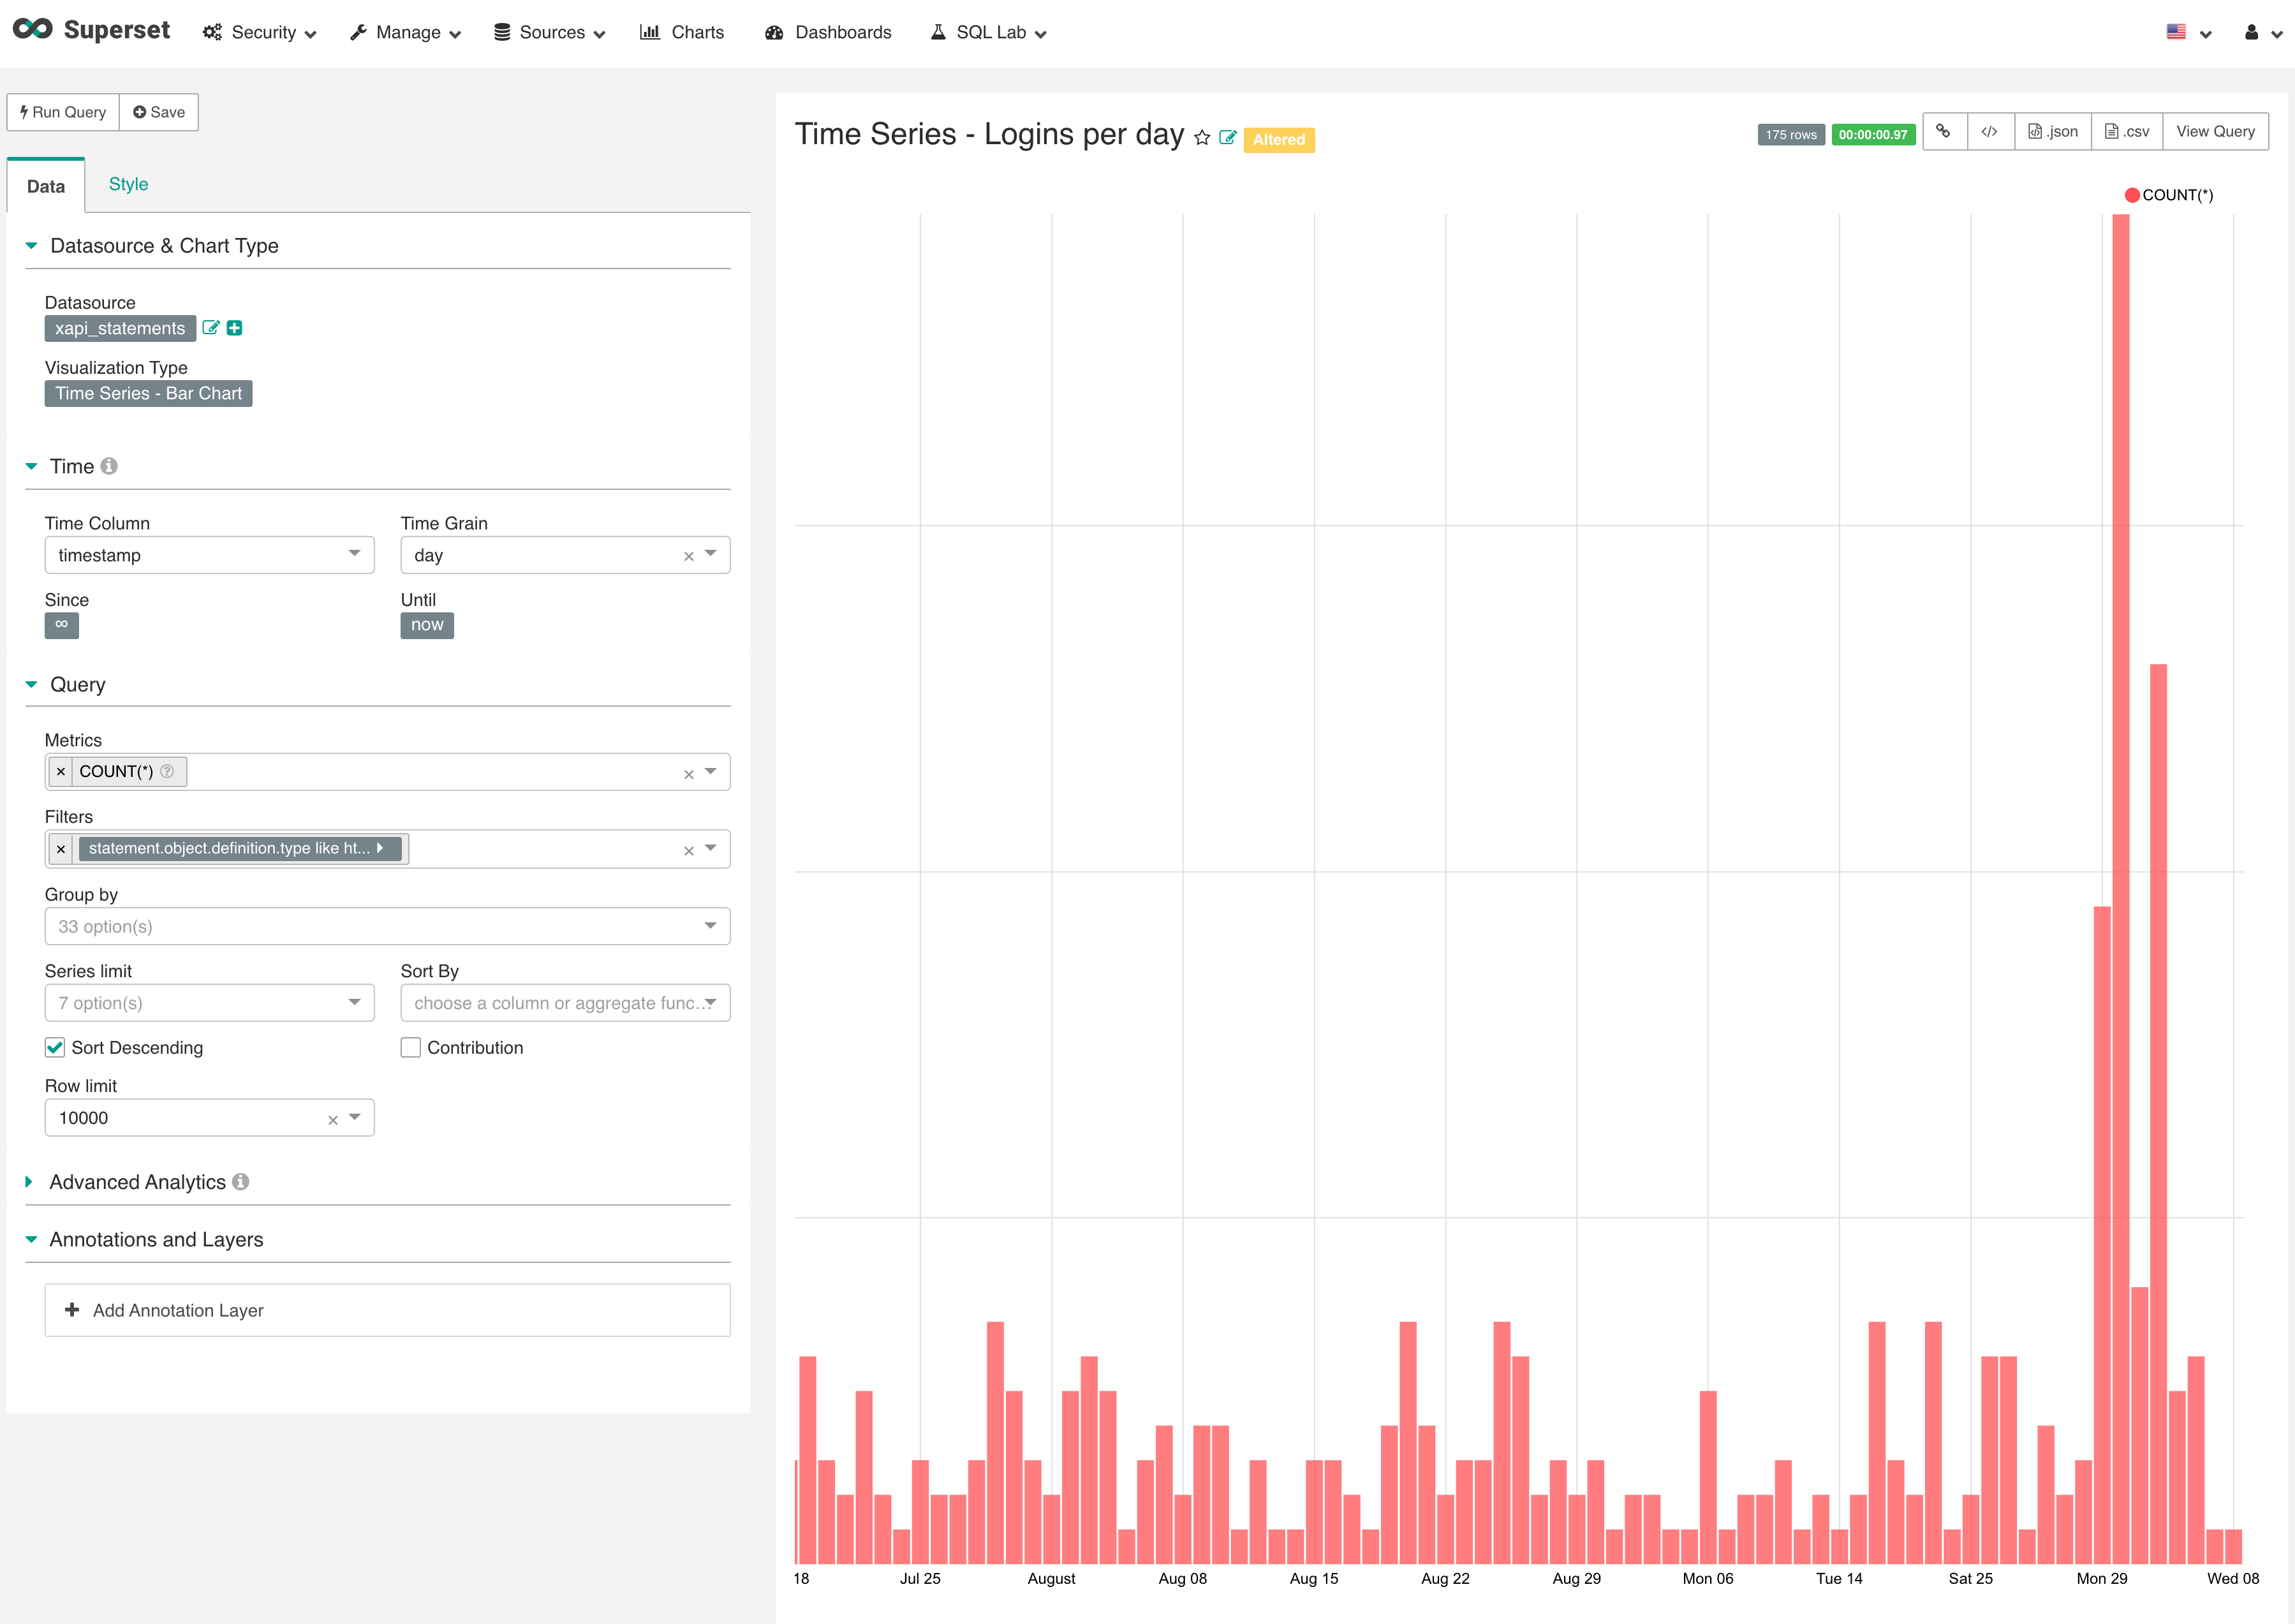 Superset Security Manage Sources Charts Dashboards SQL Lab
Run Query Save
Data Style
Datasource & Chart Type
Datasource
xapi_statements
Visualization Type
Time Series - Bar Chart
Time
Time Column Time Grain
timestamp day
Since Until
∞ now
Query
Metrics
COUNT(*)
Filters
statement.object.definition.type like ht...
Group by
33 option(s)
Series limit Sort By
7 option(s) choose a column or aggregate func...
Sort Descending Contribution
Row limit
10000
Advanced Analytics
Annotations and Layers
Add Annotation Layer
Time Series - Logins per day Altered
175 rows 00:00:00.97 </> .json .csv View Query
COUNT(*)
18 Jul 25 August Aug 08 Aug 15 Aug 22 Aug 29 Mon 06 Tue 14 Sat 25 Mon 29 Wed 08